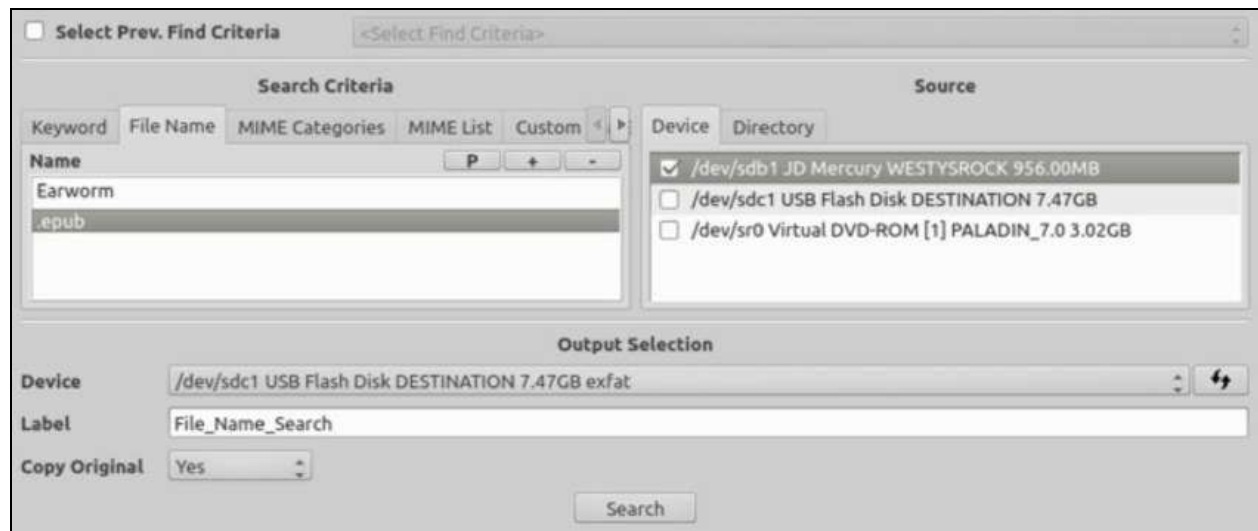 Select Prev. Find Criteria <Select Find Criteria>
Search Criteria
Keyword File Name MIME Categories MIME List Custom
Name P + -
Earworm
.epub
Source
Device Directory
/dev/sdb1 JD Mercury WESTYSROCK 956.00MB
/dev/sdc1 USB Flash Disk DESTINATION 7.47GB
/dev/sr0 Virtual DVD-ROM [1] PALADIN_7.0 3.02GB
Output Selection
Device /dev/sdc1 USB Flash Disk DESTINATION 7.47GB exfat
Label File_Name_Search
Copy Original Yes
Search